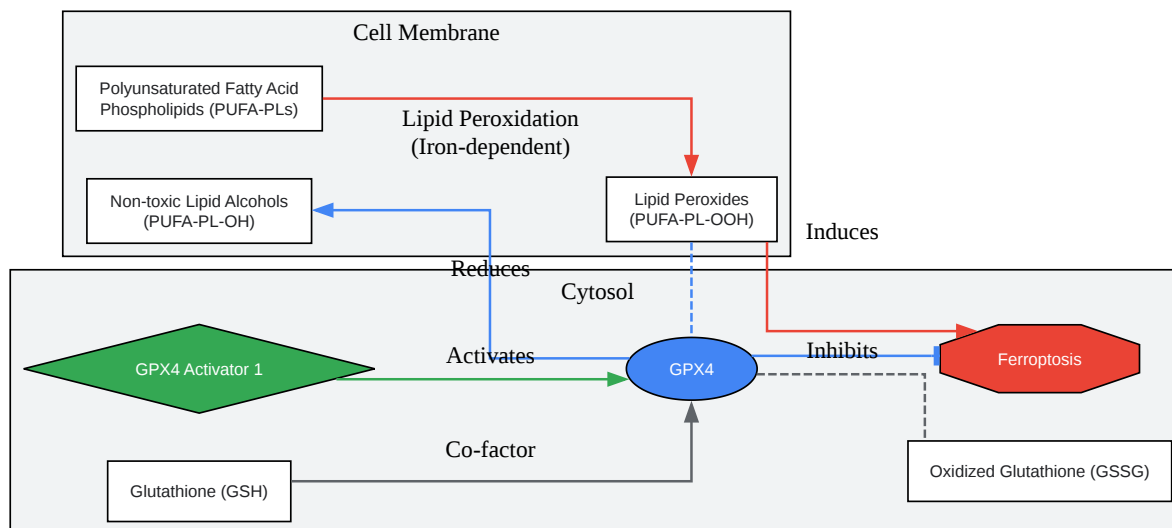 Cell Membrane
Polyunsaturated Fatty Acid
Phospholipids (PUFA-PLs)
Lipid Peroxidation
(Iron-dependent)
Non-toxic Lipid Alcohols
(PUFA-PL-OH)
Lipid Peroxides
(PUFA-PL-OOH)
Induces
Reduces
Cytosol
GPX4 Activator 1
Activates
GPX4
Inhibits
Ferroptosis
Co-factor
Glutathione (GSH)
Oxidized Glutathione (GSSG)